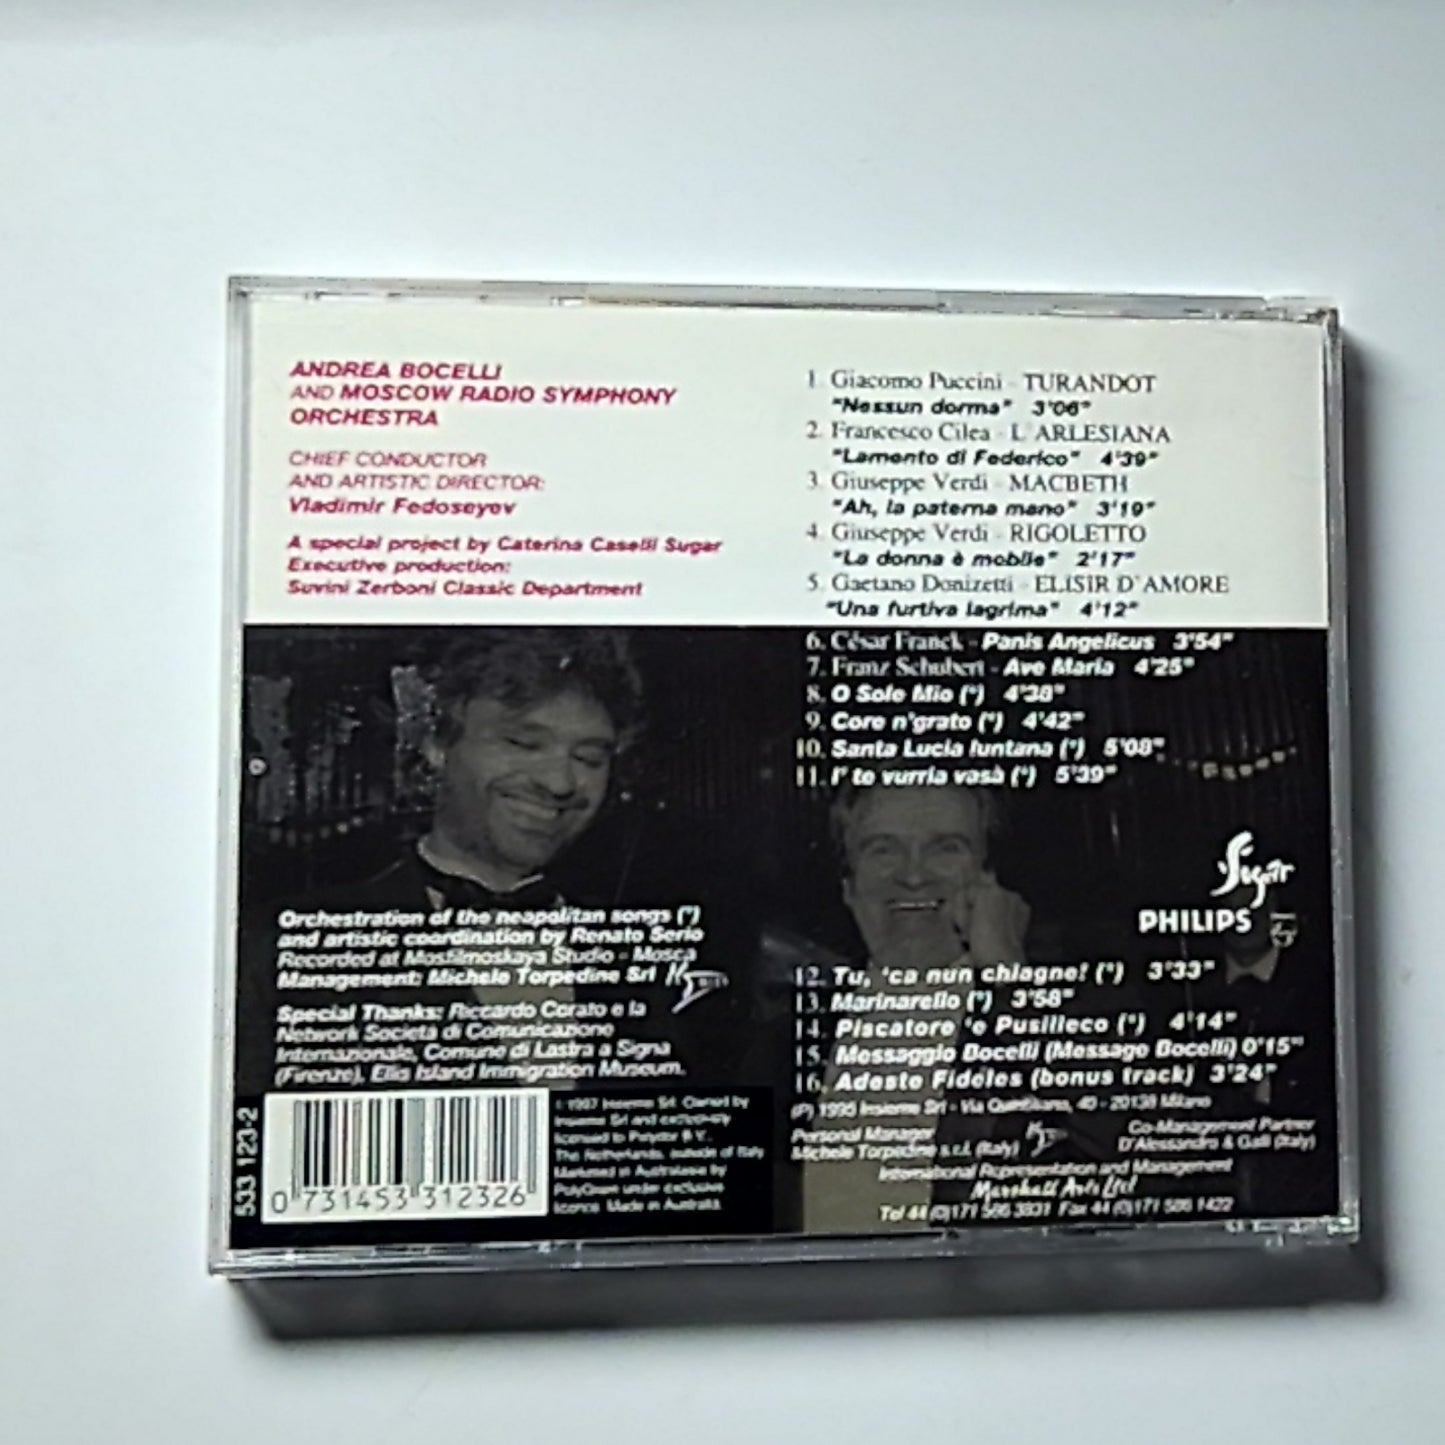 ANDREA BOCELLI
AND MOSCOW RADIO SYMPHONY
ORCHESTRA
CHIEF CONDUCTOR
AND ARTISTIC DIRECTOR:
Vladimir Fedoseyev
A special project by Caterina Caselli Sugar
Executive production:
Suvini Zerboni Classic Department
1. Giacomo Puccini - TURANDOT
"Nessun dorma" 3'06"
2. Francesco Cilea - L'ARLESIANA
"Lamento di Federico" 4'39"
3. Giuseppe Verdi - MACBETH
"Ah, la paterna mano" 3'19"
4. Giuseppe Verdi - RIGOLETTO
"La donna è mobile" 2'17"
5. Gaetano Donizetti - ELISIR D'AMORE
"Una furtiva lagrima" 4'12"
6. César Franck - Panis Angelicus 3'54"
7. Franz Schubert - Ave Maria 4'25"
8. O Sole Mio (*) 4'38"
9. Core n'grato (*) 4'42"
10. Santa Lucia luntana (*) 5'08"
11. I' te vurria vasà (*) 5'39"
Sugar
PHILIPS
12. Tu, 'ca nun chiagne! (*) 3'33"
13. Marinarello (*) 3'58"
14. Piscatore 'e Pusilleco (*) 4'14"
15. Messaggio Bocelli (Message Bocelli) 0'15"
16. Adeste Fideles (bonus track) 3'24"
Orchestration of the neapolitan songs (*)
and artistic coordination by Renato Serio
Recorded at Mosfilmoskaya Studio - Mosca
Management: Michele Torpedine Srl
Special Thanks: Riccardo Corato e la
Network Società di Comunicazione
Internazionale, Comune di Lastra a Signa
(Firenze), Ellis Island Immigration Museum.
533 123-2
0 731453 312326
1997 Insieme Srl. Owned by
Insieme Srl and exclusively
licensed to Polydor B.V.,
The Netherlands, outside of Italy
Marketed in Australasia by
PolyGram under exclusive
licence. Made in Australia.
(P) 1995 Insieme Srl - Via Quintiliano, 40 - 20138 Milano
Personal Manager
Michele Torpedine s.r.l. (Italy)
Co-Management Partner
D'Alessandro & Galli (Italy)
International Representation and Management
Marshall Arts Ltd
Tel 44 (0)171 586 3831 Fax 44 (0)171 586 1422